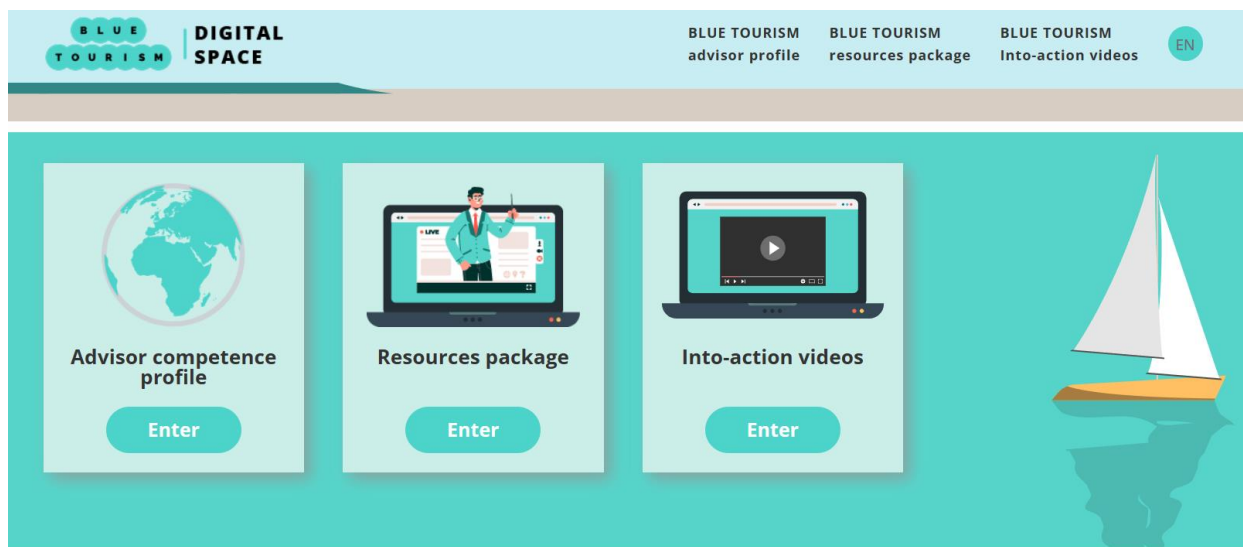 BLUE
TOURISM
DIGITAL
SPACE
BLUE TOURISM
advisor profile
BLUE TOURISM
resources package
BLUE TOURISM
Into-action videos
EN
LIVE
Advisor competence
profile
Enter
Resources package
Enter
Into-action videos
Enter